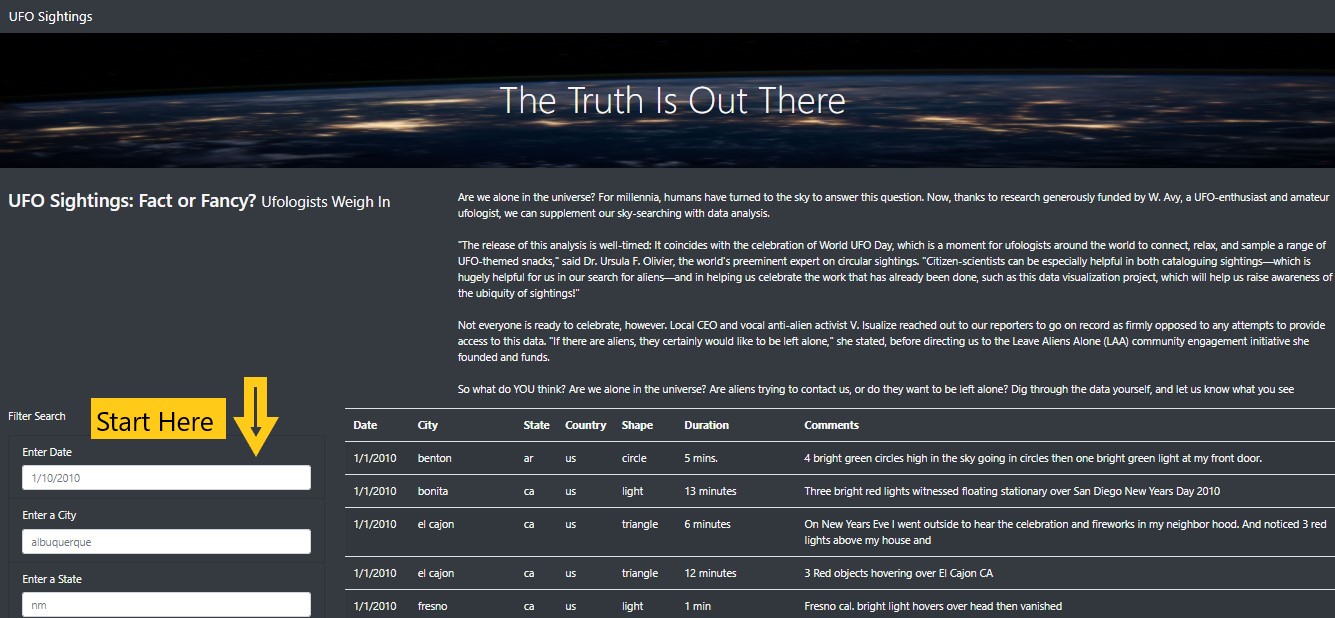 UFO Sightings
The Truth Is Out There
UFO Sightings: Fact or Fancy? Ufologists Weigh In
Are we alone in the universe? For millennia, humans have turned to the sky to answer this question. Now, thanks to research generously funded by W. Avy, a UFO-enthusiast and amateur
ufologist, we can supplement our sky-searching with data analysis.
"The release of this analysis is well-timed: It coincides with the celebration of World UFO Day, which is a moment for ufologists around the world to connect, relax, and sample a range of
UFO-themed snacks," said Dr. Ursula F. Olivier, the world's preeminent expert on circular sightings. "Citizen-scientists can be especially helpful in both cataloguing sightings—which is
hugely helpful for us in our search for aliens—and in helping us celebrate the work that has already been done, such as this data visualization project, which will help us raise awareness of
the ubiquity of sightings!"
Not everyone is ready to celebrate, however. Local CEO and vocal anti-alien activist V. Isualize reached out to our reporters to go on record as firmly opposed to any attempts to provide
access to this data. "If there are aliens, they certainly would like to be left alone," she stated, before directing us to the Leave Aliens Alone (LAA) community engagement initiative she
founded and funds.
So what do YOU think? Are we alone in the universe? Are aliens trying to contact us, or do they want to be left alone? Dig through the data yourself, and let us know what you see
Filter Search
Start Here
Enter Date
1/10/2010
Enter a City
albuquerque
Enter a State
nm
Date City State Country Shape Duration Comments
1/1/2010 benton ar us circle 5 mins. 4 bright green circles high in the sky going in circles then one bright green light at my front door.
1/1/2010 bonita ca us light 13 minutes Three bright red lights witnessed floating stationary over San Diego New Years Day 2010
1/1/2010 el cajon ca us triangle 6 minutes On New Years Eve I went outside to hear the celebration and fireworks in my neighbor hood. And noticed 3 red
lights above my house and
1/1/2010 el cajon ca us triangle 12 minutes 3 Red objects hovering over El Cajon CA
1/1/2010 fresno ca us light 1 min Fresno cal. bright light hovers over head then vanished